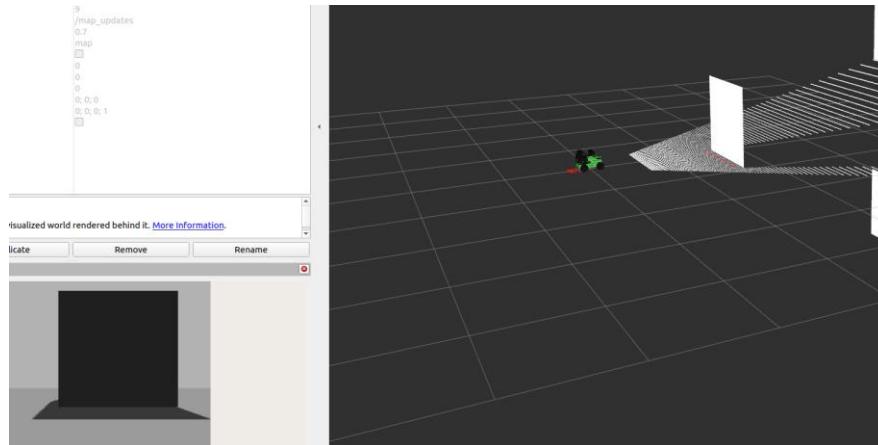 9
/map_updates
0.7
map
0
0
0
0; 0; 0
0; 0; 0; 1
visualized world rendered behind it. More Information.
licate
Remove
Rename